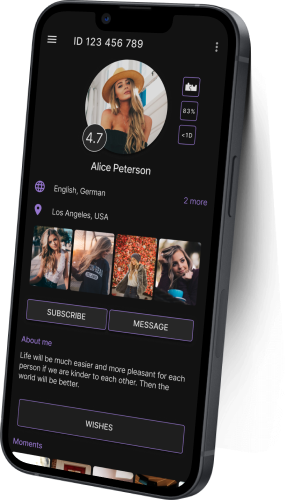 ID 123 456 789
83%
4.7
<1D
Alice Peterson
English, German
2 more
Los Angeles, USA
SUBSCRIBE
MESSAGE
About me
Life will be much easier and more pleasant for each
person if we are kinder to each other. Then the
world will be better.
WISHES
Moments